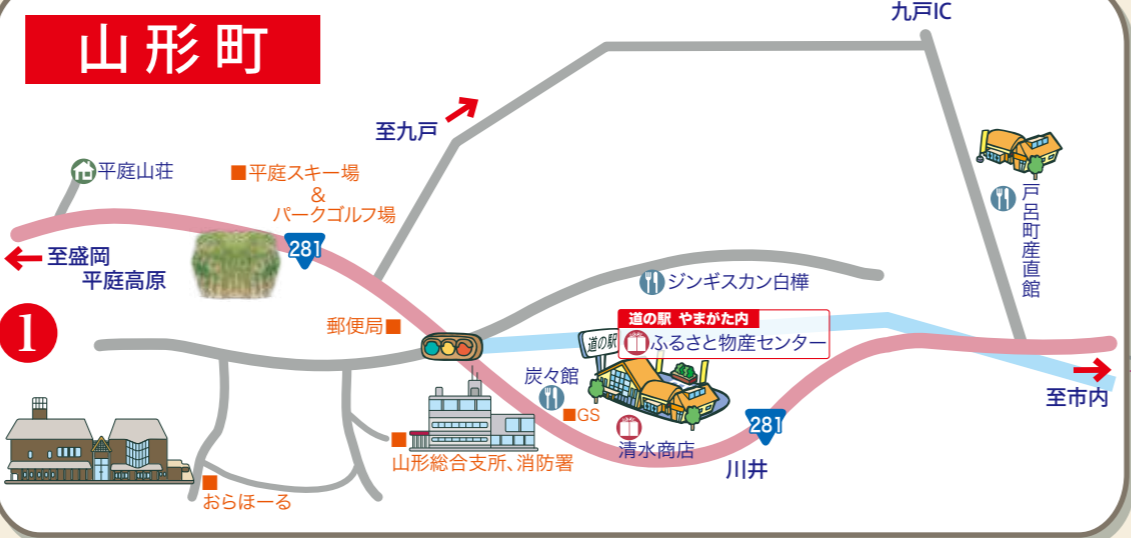 山形町
九戸IC
至九戸
平庭山荘
平庭スキー場
&
パークゴルフ場
281
至盛岡
平庭高原
戸呂町産直館
ジンギスカン白樺
1
郵便局
道の駅 やまがた内
ふるさと物産センター
道の駅
炭々館
GS
清水商店
281
川井
至市内
山形総合支所、消防署
おらほーる